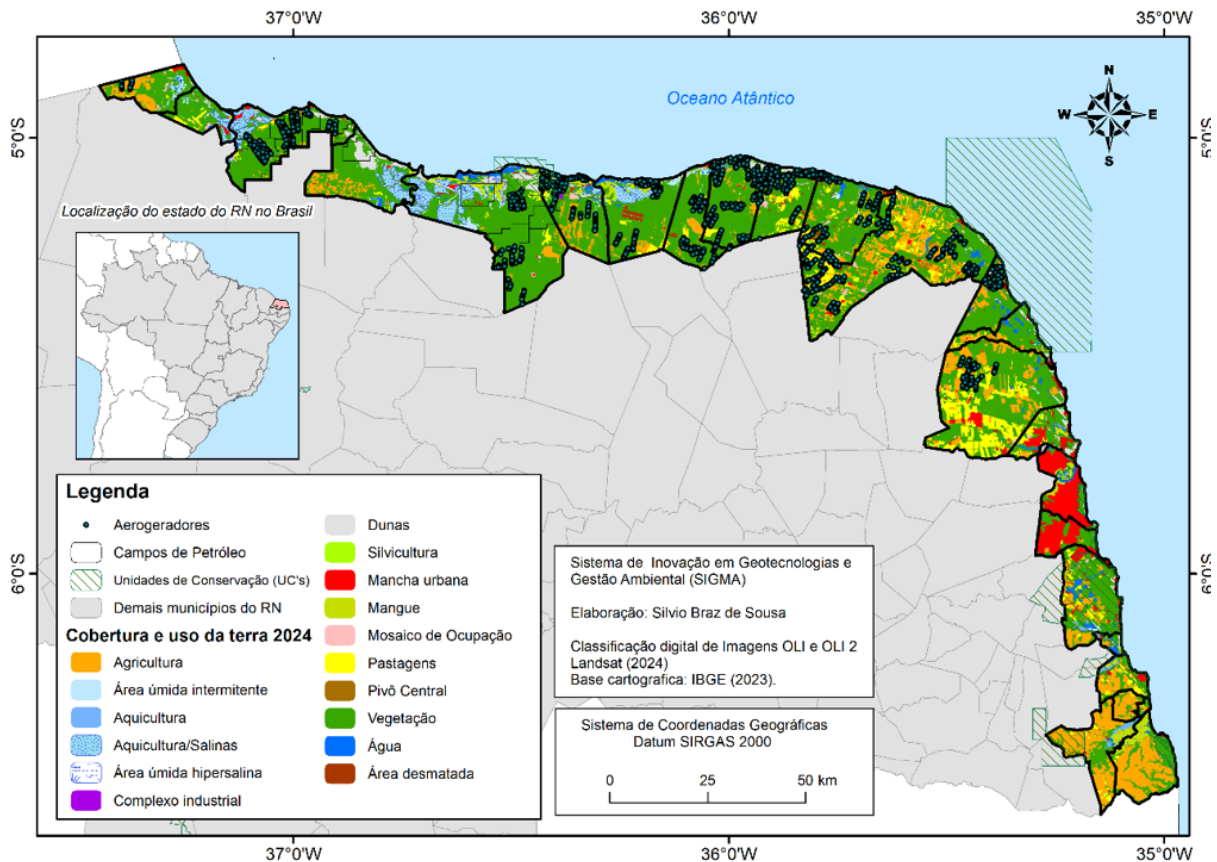 37°0'W
36°0'W
35°0'W
Oceano Atântico
N
W
E
S
5°0'S
5°0'S
Localização do estado do RN no Brasil
Legenda
Aerogeradores
Campos de Petróleo
Unidades de Conservação (UC's)
Demais municípios do RN
Cobertura e uso da terra 2024
Agricultura
Área úmida intermitente
Aquicultura
Aquicultura/Salinas
Área úmida hipersalina
Complexo industrial
Dunas
Silvicultura
Mancha urbana
Mangue
Mosaico de Ocupação
Pastagens
Pivô Central
Vegetação
Água
Área desmatada
Sistema de Inovação em Geotecnologias e
Gestão Ambiental (SIGMA)
Elaboração: Silvio Braz de Sousa
Classificação digital de Imagens OLI e OLI 2
Landsat (2024)
Base cartografica: IBGE (2023).
Sistema de Coordenadas Geográficas
Datum SIRGAS 2000
0 25 50 km
6°0'S
6°0'S
37°0'W
36°0'W
35°0'W